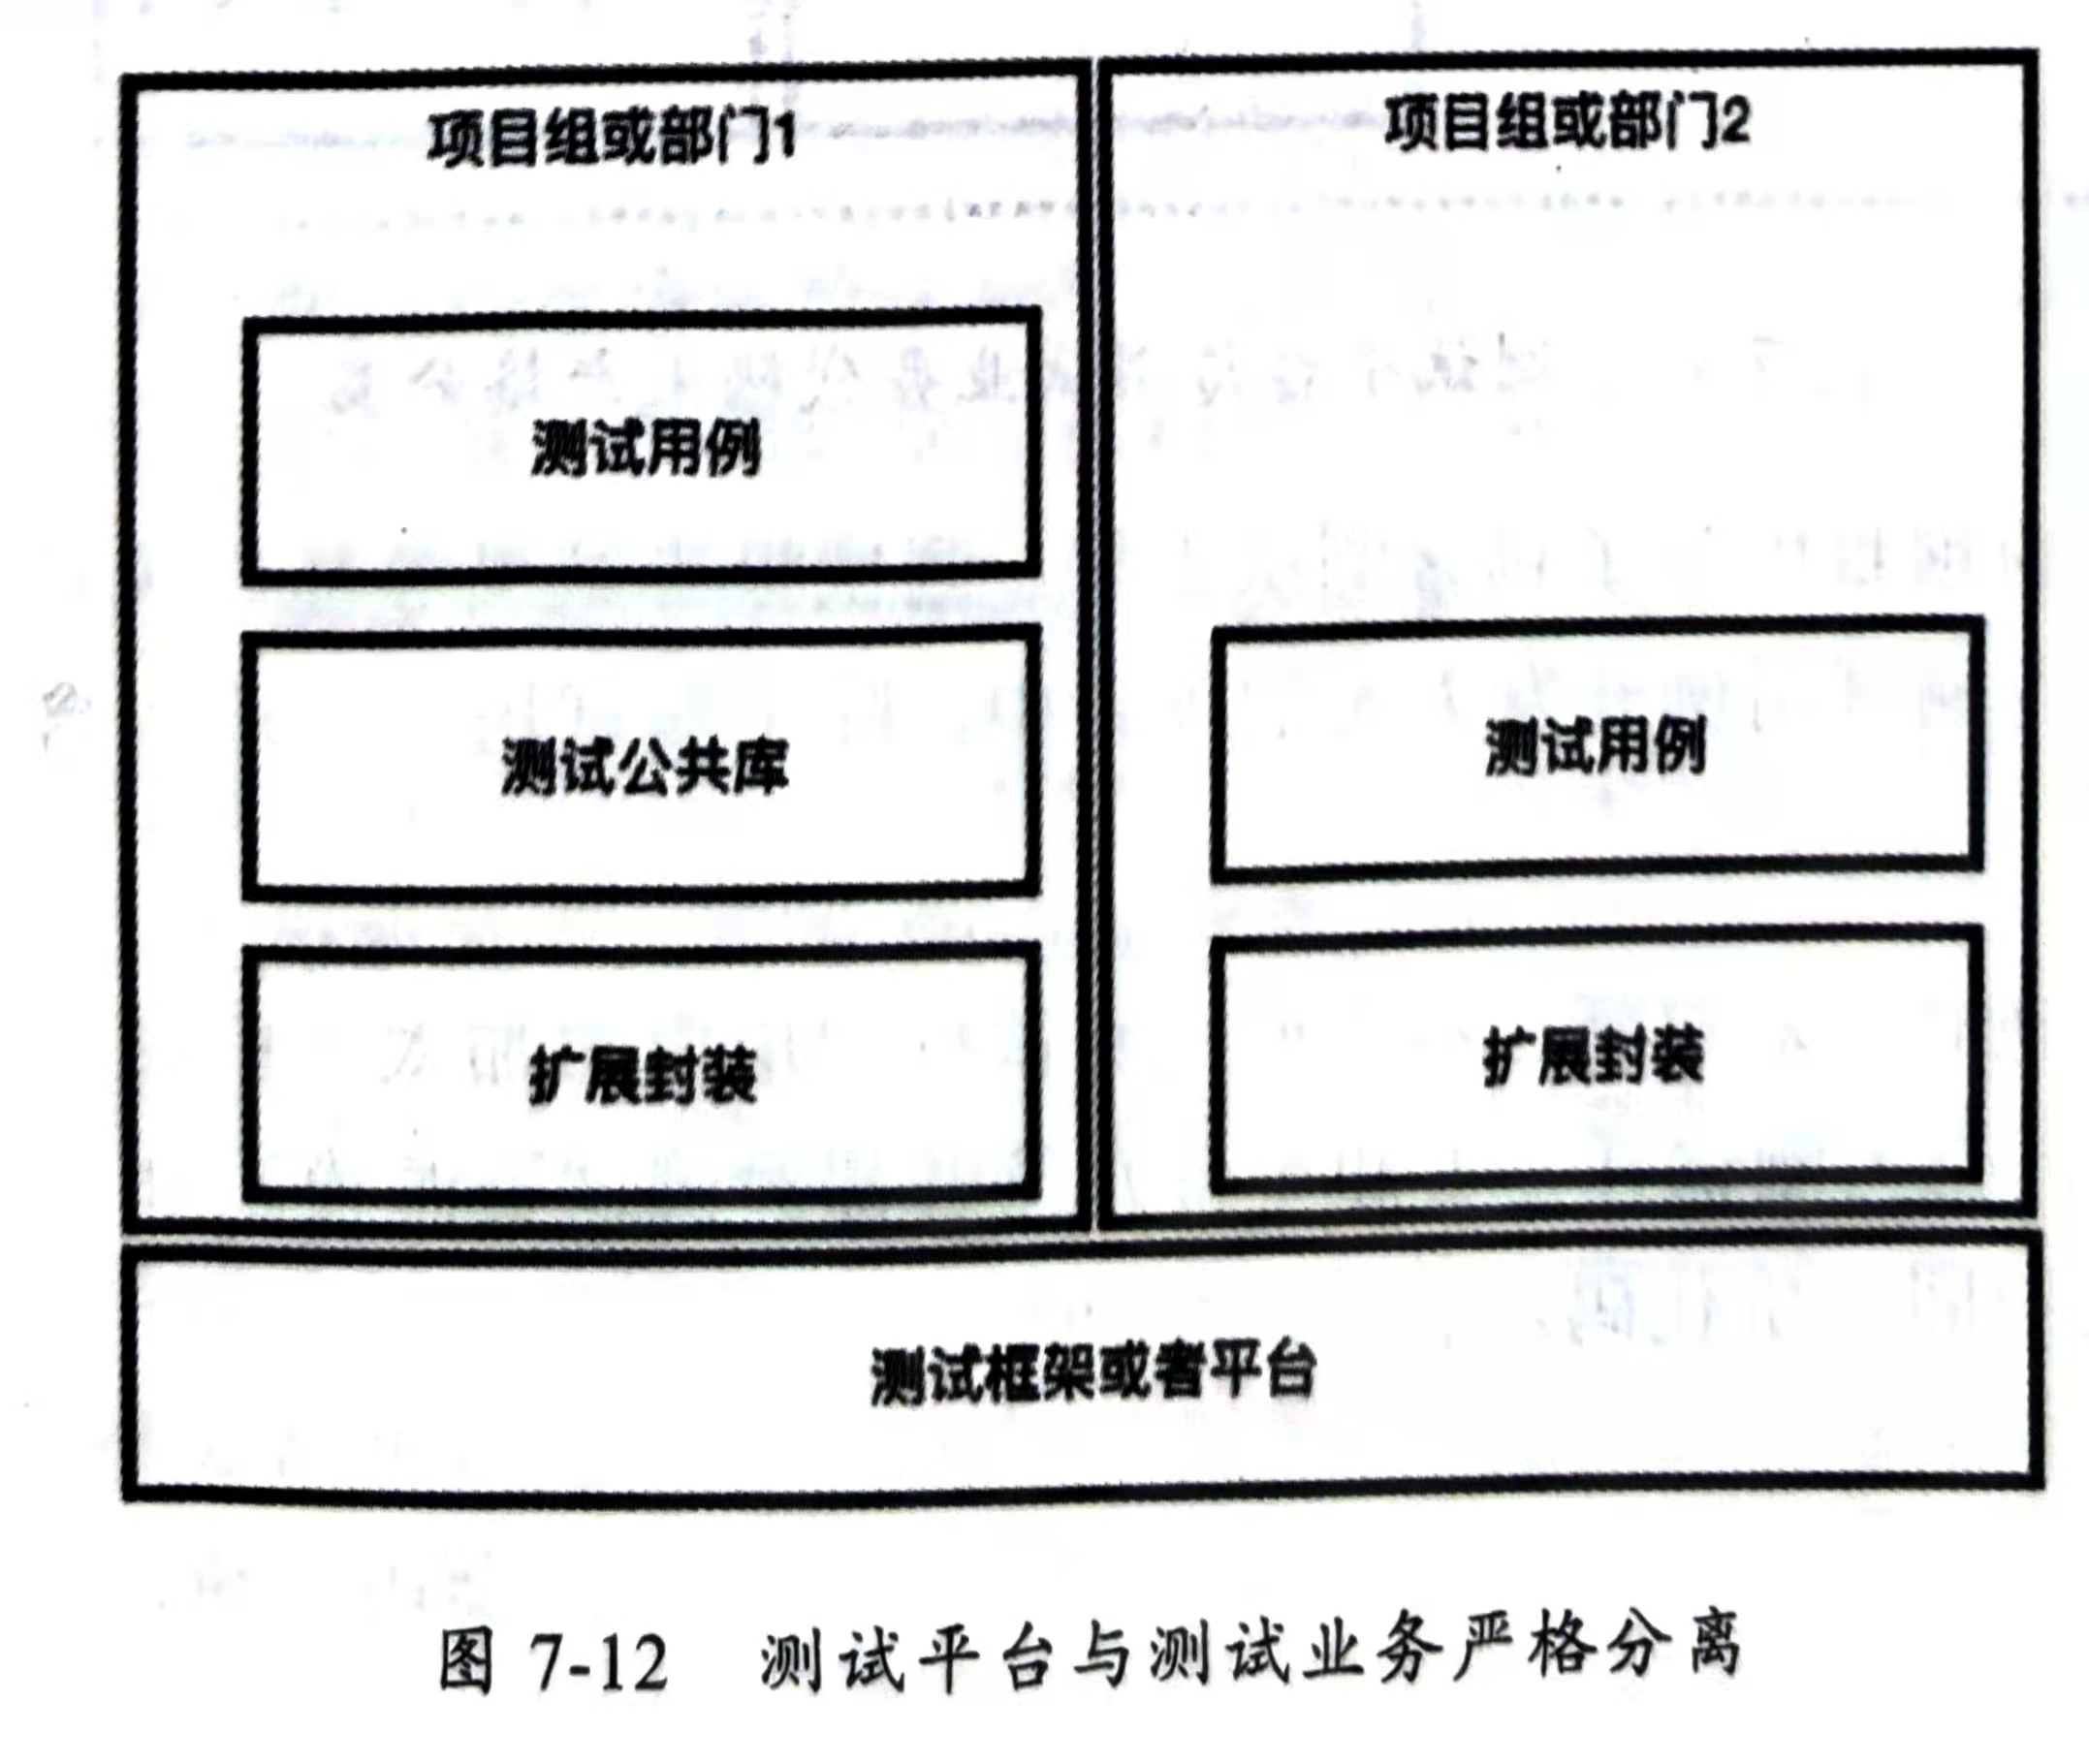 项目组或部门1
测试用例
测试公共库
扩展封装
项目组或部门2
测试用例
扩展封装
测试框架或者平台
图 7-12 测试平台与测试业务严格分离